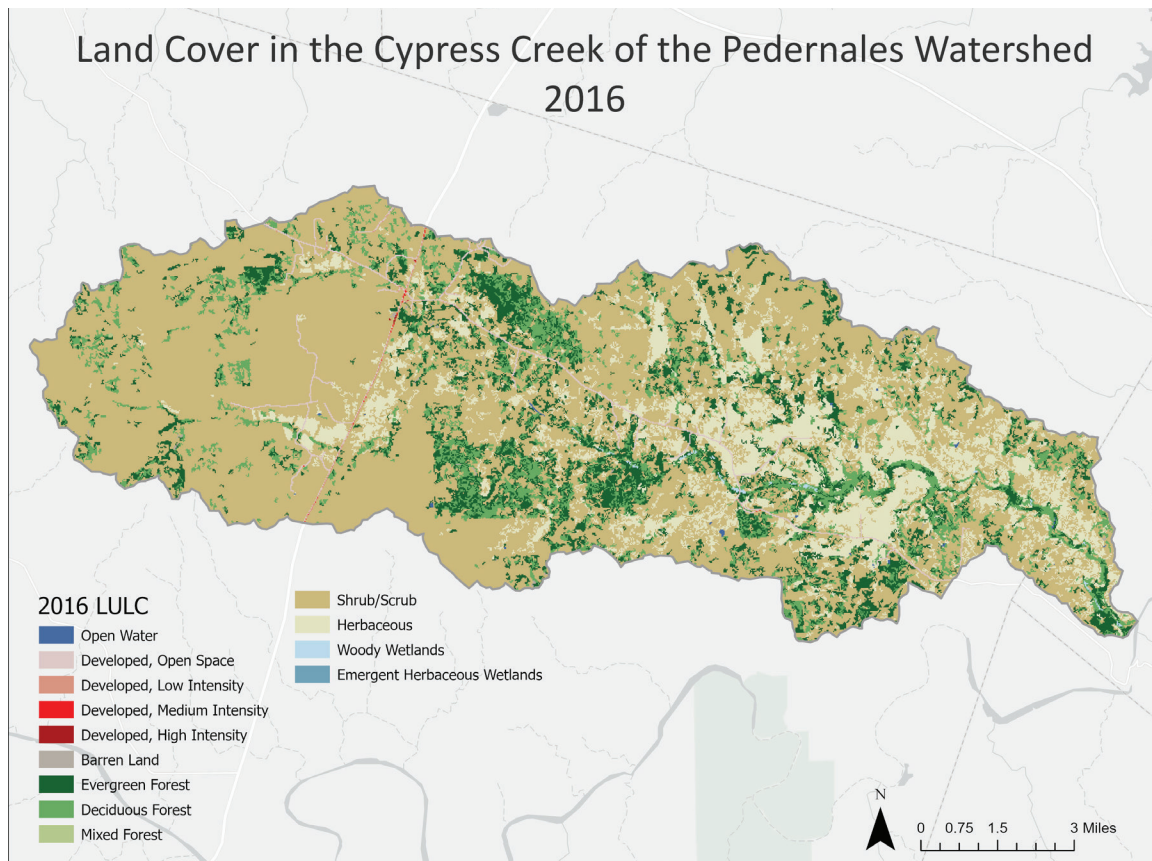 Land Cover in the Cypress Creek of the Pedernales Watershed
2016
2016 LULC
Open Water
Developed, Open Space
Developed, Low Intensity
Developed, Medium Intensity
Developed, High Intensity
Barren Land
Evergreen Forest
Deciduous Forest
Mixed Forest
Shrub/Scrub
Herbaceous
Woody Wetlands
Emergent Herbaceous Wetlands
N
0 0.75 1.5 3 Miles